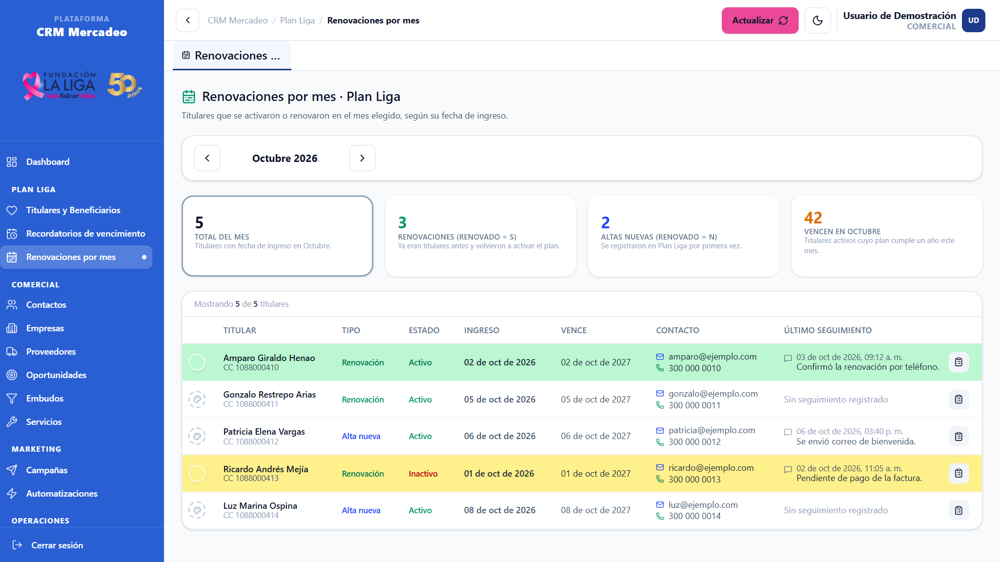 PLATAFORMA
CRM Mercadeo
FUNDACIÓN
LA LIGA
AmaSalvarVidas
50 años
Dashboard
PLAN LIGA
Titulares y Beneficiarios
Recordatorios de vencimiento
Renovaciones por mes
COMERCIAL
Contactos
Empresas
Proveedores
Oportunidades
Embudos
Servicios
MARKETING
Campañas
Automatizaciones
OPERACIONES
Cerrar sesión
CRM Mercadeo / Plan Liga / Renovaciones por mes
Actualizar
Usuario de Demostración
COMERCIAL
UD
Renovaciones ...
Renovaciones por mes · Plan Liga
Titulares que se activaron o renovaron en el mes elegido, según su fecha de ingreso.
Octubre 2026
5
TOTAL DEL MES
Titulares con fecha de ingreso en Octubre.
3
RENOVACIONES (RENOVADO = S)
Ya eran titulares antes y volvieron a activar el plan.
2
ALTAS NUEVAS (RENOVADO = N)
Se registraron en Plan Liga por primera vez.
42
VENCEN EN OCTUBRE
Titulares activos cuyo plan cumple un año este
mes.
Mostrando 5 de 5 titulares
TITULAR TIPO ESTADO INGRESO VENCE CONTACTO ÚLTIMO SEGUIMIENTO
Amparo Giraldo Henao
CC 1088000410
Renovación Activo 02 de oct de 2026 02 de oct de 2027
amparo@ejemplo.com
300 000 0010
03 de oct de 2026, 09:12 a. m.
Confirmó la renovación por teléfono.
Gonzalo Restrepo Arias
CC 1088000411
Renovación Activo 05 de oct de 2026 05 de oct de 2027
gonzalo@ejemplo.com
300 000 0011
Sin seguimiento registrado
Patricia Elena Vargas
CC 1088000412
Alta nueva Activo 06 de oct de 2026 06 de oct de 2027
patricia@ejemplo.com
300 000 0012
06 de oct de 2026, 03:40 p. m.
Se envió correo de bienvenida.
Ricardo Andrés Mejía
CC 1088000413
Renovación Inactivo 01 de oct de 2026 01 de oct de 2027
ricardo@ejemplo.com
300 000 0013
02 de oct de 2026, 11:05 a. m.
Pendiente de pago de la factura.
Luz Marina Ospina
CC 1088000414
Alta nueva Activo 08 de oct de 2026 08 de oct de 2027
luz@ejemplo.com
300 000 0014
Sin seguimiento registrado